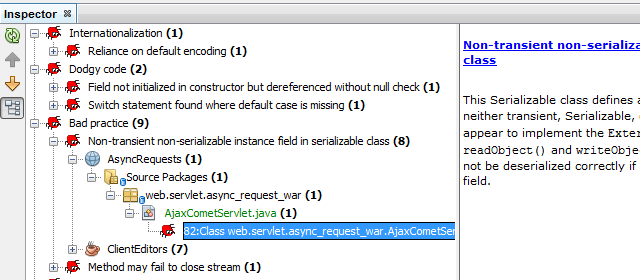 Inspector
Internationalization (1)
Reliance on default encoding (1)
Dodgy code (2)
Field not initialized in constructor but dereferenced without null check (1)
Switch statement found where default case is missing (1)
Bad practice (9)
Non-transient non-serializable instance field in serializable class (8)
AsyncRequests (1)
Source Packages (1)
web.servlet.async_request_war (1)
AjaxCometServlet.java (1)
82:Class web.servlet.async_request_war.AjaxCometSer
ClientEditors (7)
Method may fail to close stream (1)
Non-transient non-serializa
class
This Serializable class defines a
neither transient, Serializable,
appear to implement the Exter
readObject() and writeObje
not be deserialized correctly if
field.